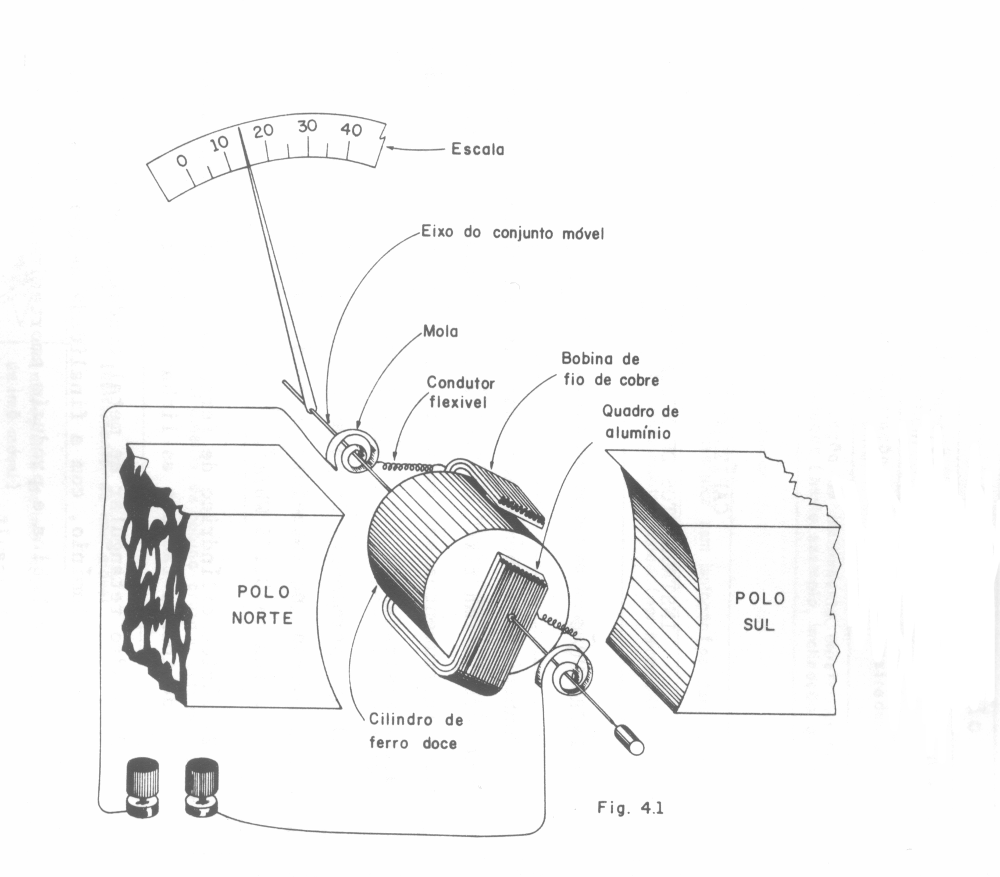 0 10 20 30 40
Escala
Eixo do conjunto móvel
Mola
Bobina de
fio de cobre
Condutor
flexivel
Quadro de
alumínio
POLO
NORTE
POLO
SUL
Cilindro de
ferro doce
Fig. 4.1